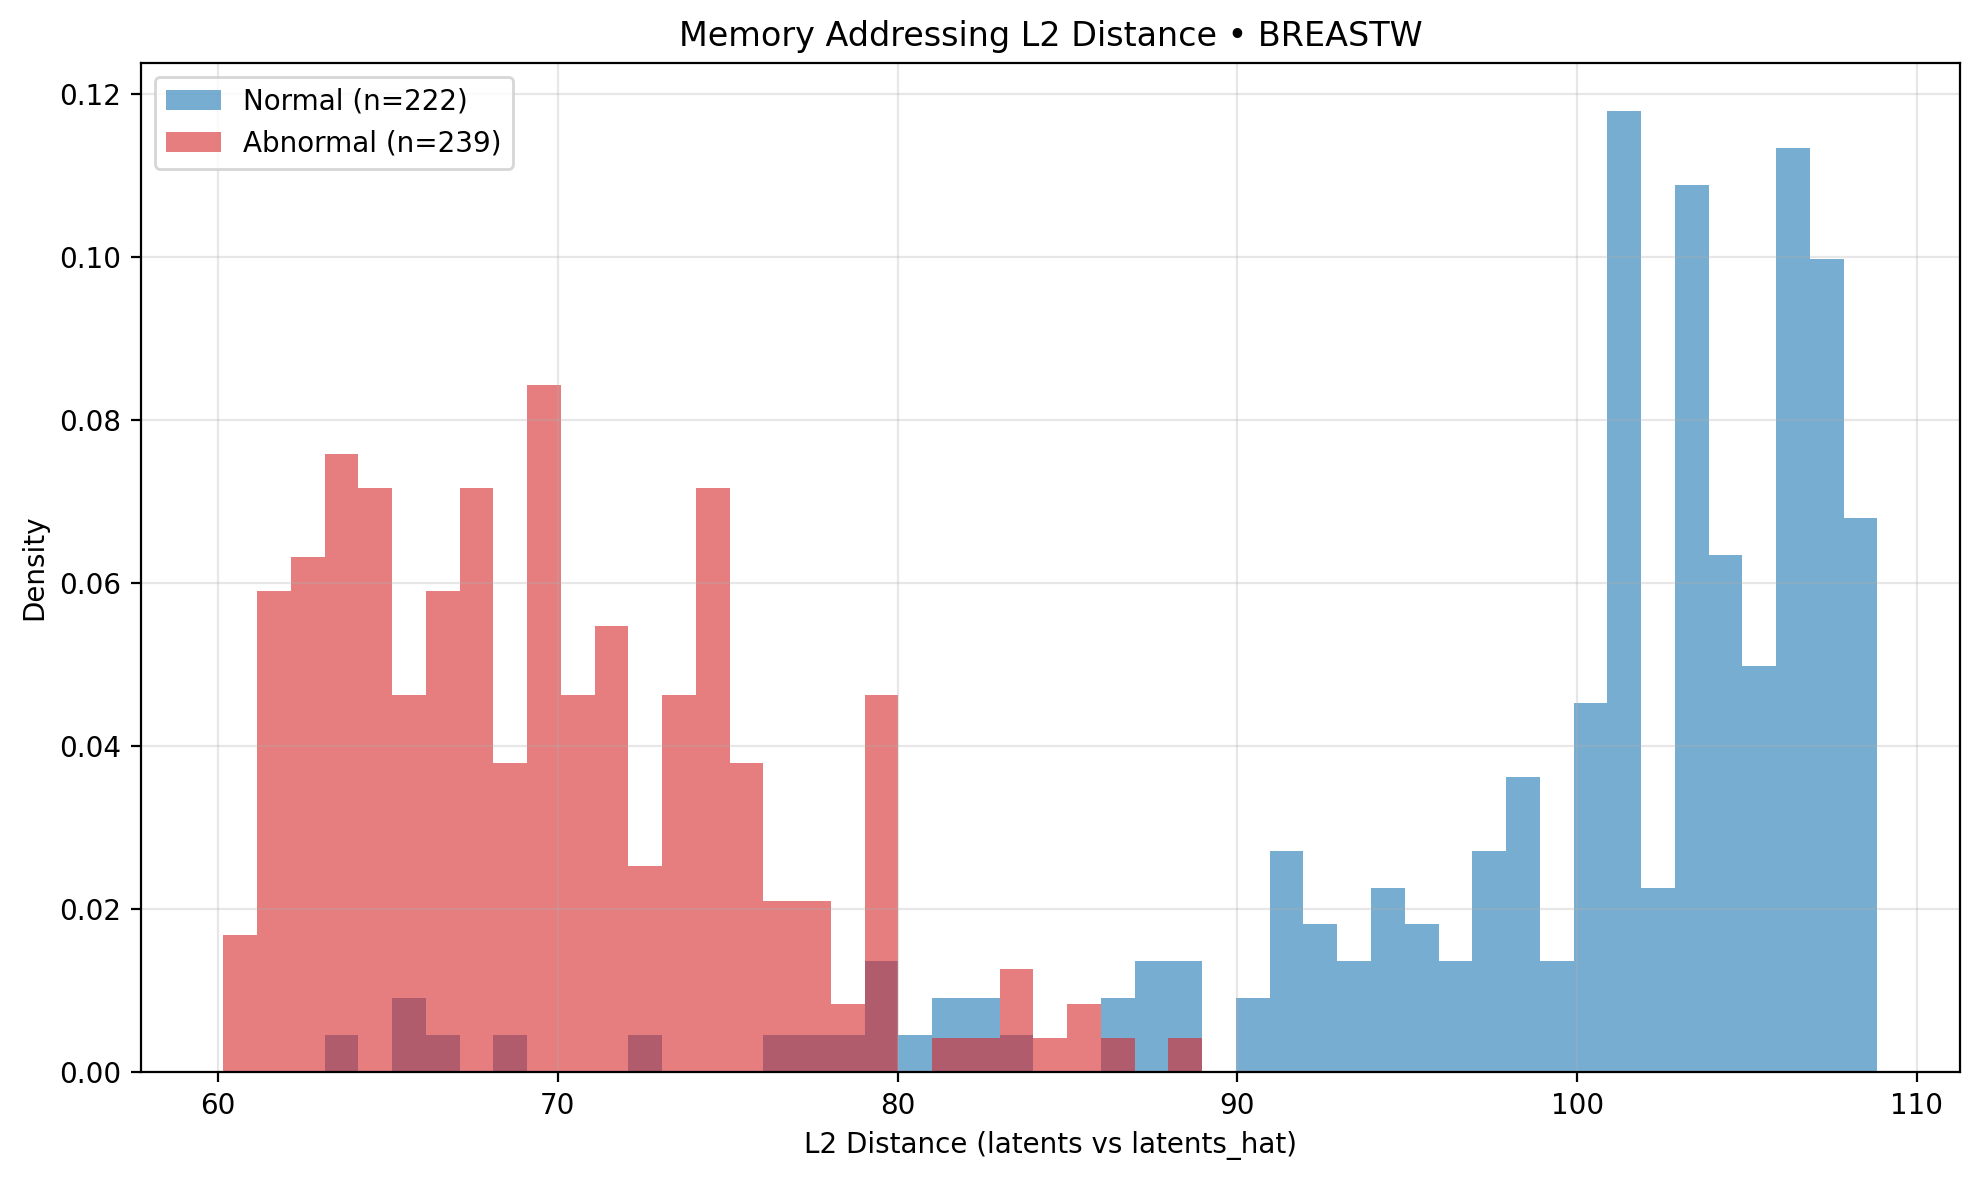 Memory Addressing L2 Distance • BREASTW
Normal (n=222)
Abnormal (n=239)
Density
0.12
0.10
0.08
0.06
0.04
0.02
0.00
60 70 80 90 100 110
L2 Distance (latents vs latents_hat)